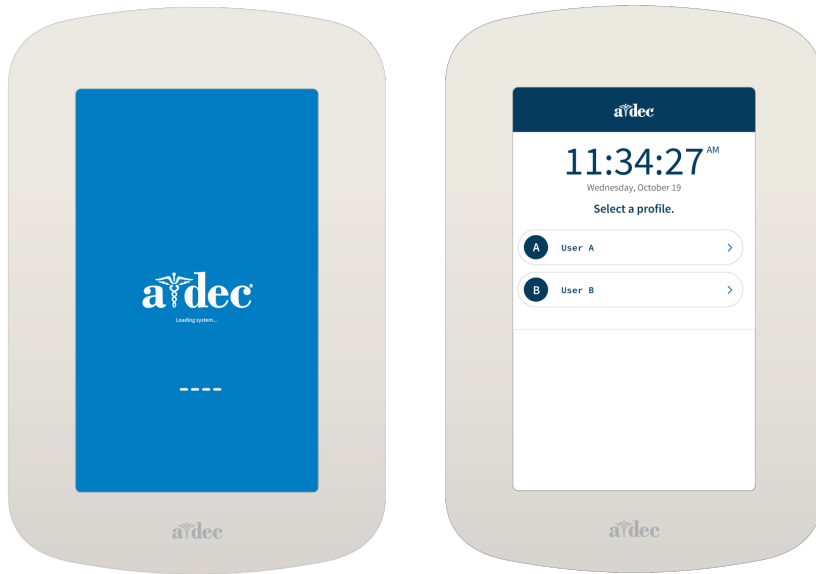 a dec
Loading system...
a dec
a dec
11:34:27 AM
Wednesday, October 19
Select a profile.
A User A
B User B
a dec